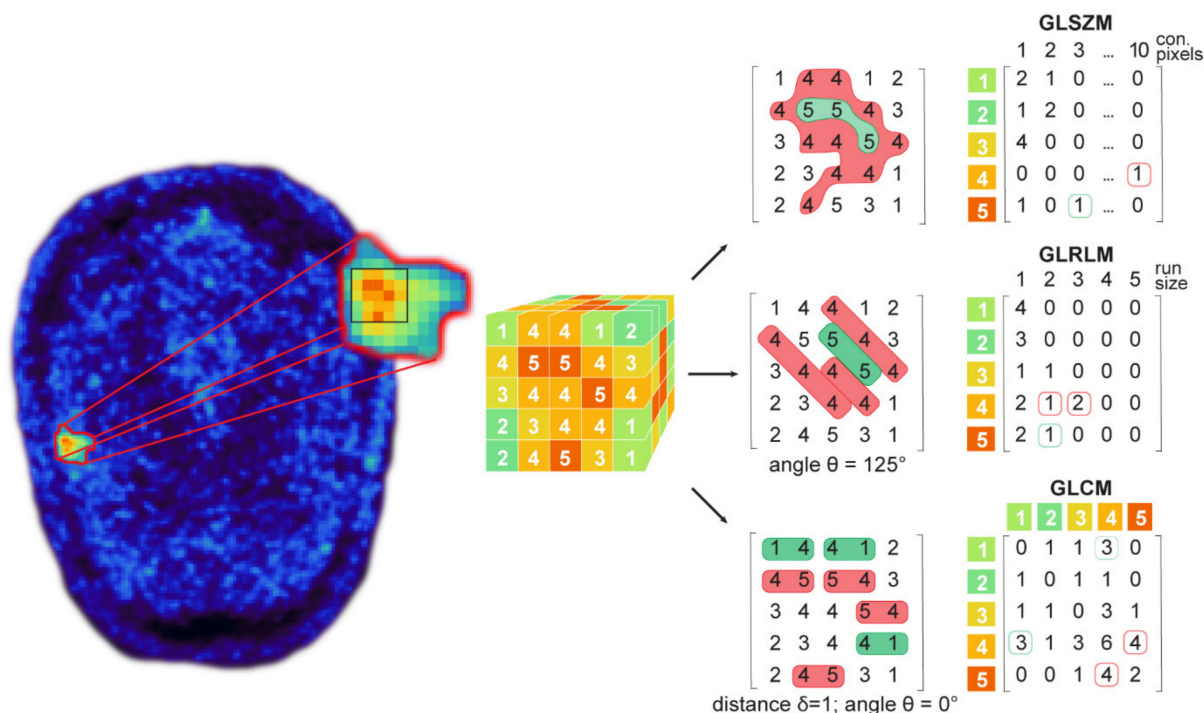 GLSZM
1 2 3 ... 10 con. pixels
1 4 4 1 2
4 5 5 4 3
3 4 4 5 4
2 3 4 4 1
2 4 5 3 1
1 2 1 0 ... 0
2 1 2 0 ... 0
3 4 0 0 ... 0
4 0 0 0 ... 1
5 1 0 1 ... 0
1 4 4 1 2
4 5 5 4 3
3 4 4 5 4
2 3 4 4 1
2 4 5 3 1
GLRLM
1 2 3 4 5 run size
1 4 4 1 2
4 5 5 4 3
3 4 4 5 4
2 3 4 4 1
2 4 5 3 1
angle θ = 125°
1 4 0 0 0 0
2 3 0 0 0 0
3 1 1 0 0 0
4 2 1 2 0 0
5 2 1 0 0 0
GLCM
1 2 3 4 5
1 4 4 1 2
4 5 5 4 3
3 4 4 5 4
2 3 4 4 1
2 4 5 3 1
distance δ=1; angle θ = 0°
1 0 1 1 3 0
2 1 0 1 1 0
3 1 1 0 3 1
4 3 1 3 6 4
5 0 0 1 4 2